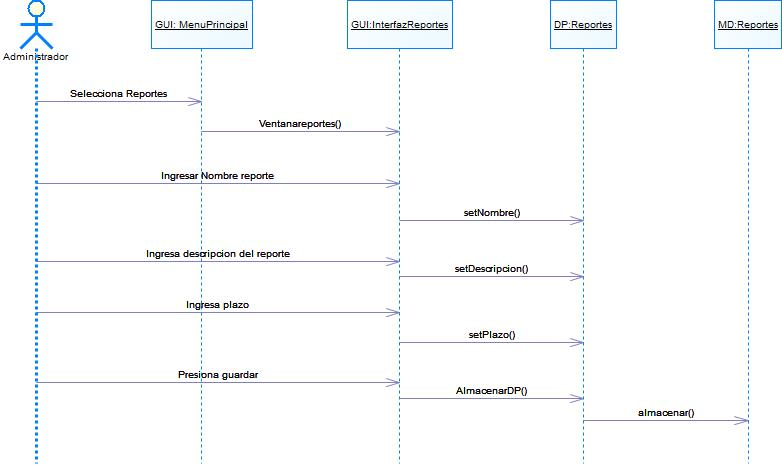 GUI: MenuPrincipal
GUI:InterfazReportes
DP:Reportes
MD:Reportes
Administrador
Selecciona Reportes
Ventanareportes()
Ingresar Nombre reporte
setNombre()
Ingresa descripcion del reporte
setDescripcion()
Ingresa plazo
setPlazo()
Presiona guardar
AlmacenarDP()
almacenar()